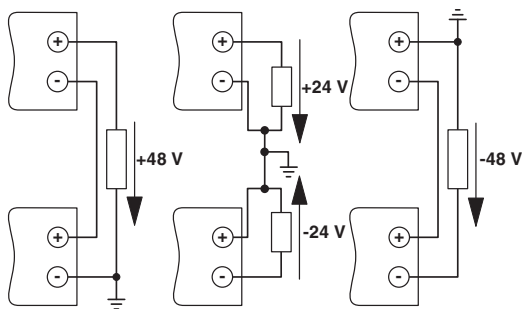 + + +
- - -
+24 V
+48 V
-48 V
+ + +
-24 V
- - -